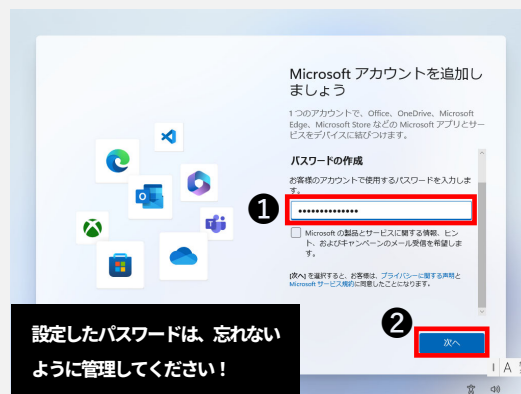 Microsoft アカウントを追加し
ましょう
1つのアカウントで、Office、OneDrive、Microsoft
Edge、Microsoft Store などの Microsoft アプリとサー
ビスをデバイスに結びつけます。
パスワードの作成
お客様のアカウントで使用するパスワードを入力しま
す。
❶
••••••••••••••
Microsoft の製品とサービスに関する情報、ヒン
ト、およびキャンペーンのメール受信を希望しま
す。
[次へ] を選択すると、お客様は、プライバシーに関する声明と
Microsoft サービス規約に同意したことになります。
❷
次へ
設定したパスワードは、忘れない
ように管理してください！
A